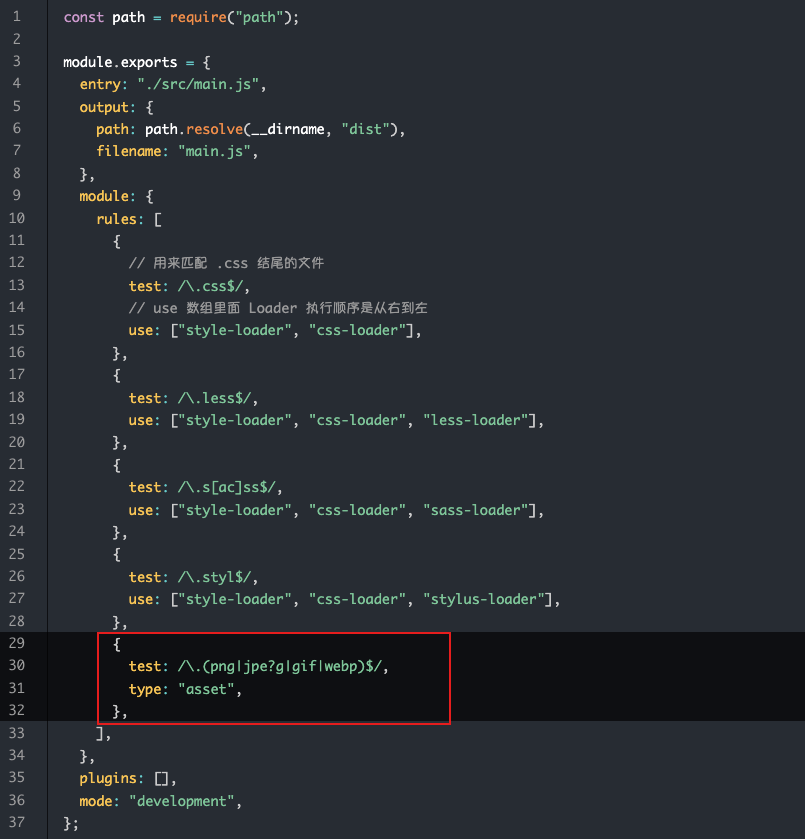 1 const path = require("path");
2
3 module.exports = {
4   entry: "./src/main.js",
5   output: {
6     path: path.resolve(__dirname, "dist"),
7     filename: "main.js",
8   },
9   module: {
10     rules: [
11       {
12         // 用来匹配 .css 结尾的文件
13         test: /\.css$/,
14         // use 数组里面 Loader 执行顺序是从右到左
15         use: ["style-loader", "css-loader"],
16       },
17       {
18         test: /\.less$/,
19         use: ["style-loader", "css-loader", "less-loader"],
20       },
21       {
22         test: /\.s[ac]ss$/,
23         use: ["style-loader", "css-loader", "sass-loader"],
24       },
25       {
26         test: /\.styl$/,
27         use: ["style-loader", "css-loader", "stylus-loader"],
28       },
29       {
30         test: /\.(png|jpe?g|gif|webp)$/,
31         type: "asset",
32       },
33     ],
34   },
35   plugins: [],
36   mode: "development",
37 };